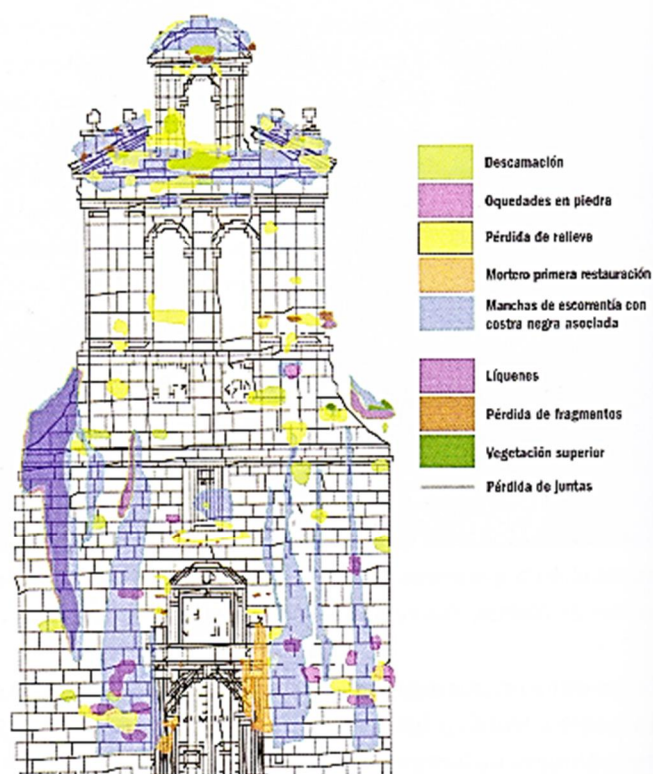 Descamación
Oquedades en piedra
Pérdida de relieve
Mortero primera restauración
Manchas de escorrentía con
costra negra asociada
Líquenes
Pérdida de fragmentos
Vegetación superior
Pérdida de juntas